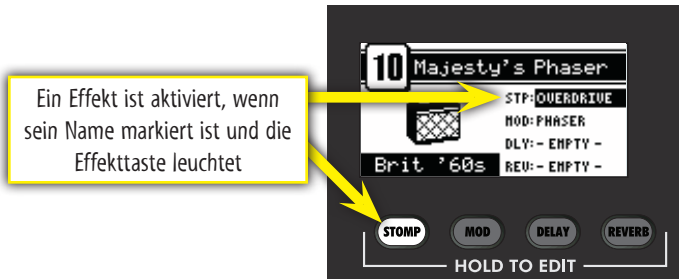 Ein Effekt ist aktiviert, wenn
sein Name markiert ist und die
Effekttaste leuchtet
10 Majesty's Phaser
STP: OVERDRIVE
MOD: PHASER
DLY: - EMPTY -
Brit '60s REV: - EMPTY -
STOMP MOD DELAY REVERB
HOLD TO EDIT